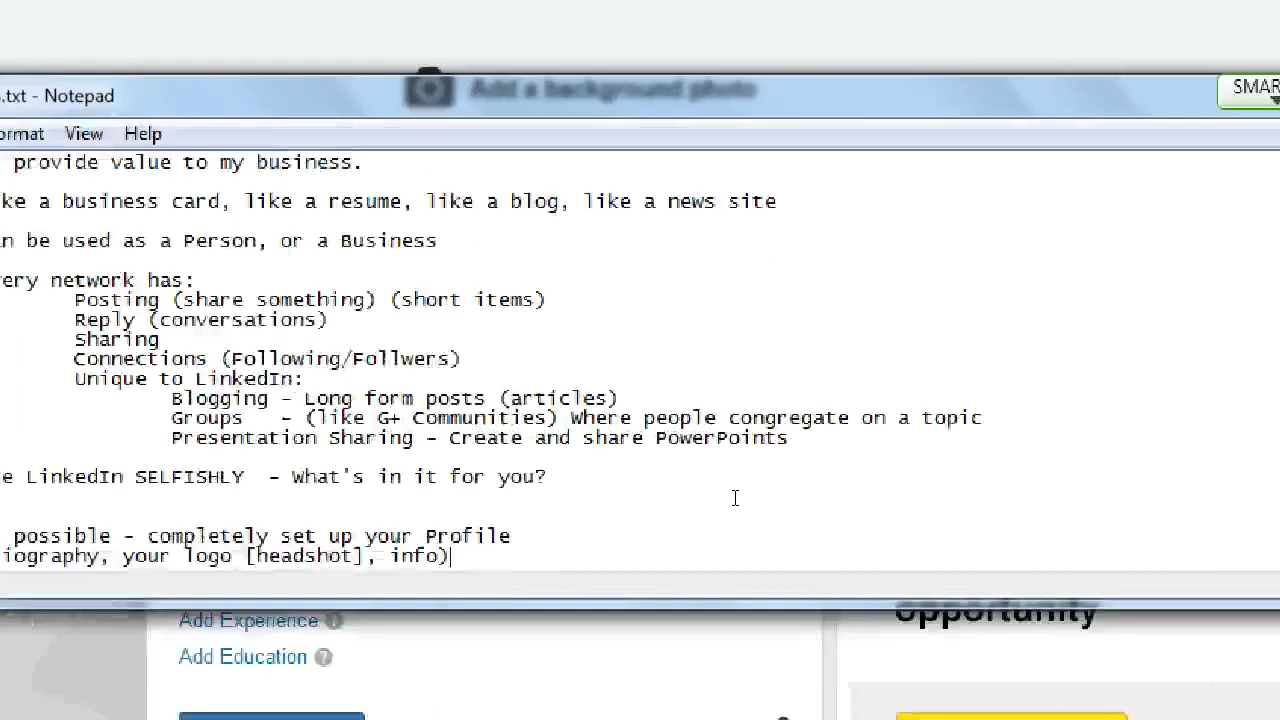 Add a background photo
SMAR
.txt - Notepad
ormat View Help
provide value to my business.
ke a business card, like a resume, like a blog, like a news site
n be used as a Person, or a Business
very network has:
Posting (share something) (short items)
Reply (conversations)
Sharing
Connections (Following/Follwers)
Unique to LinkedIn:
Blogging - Long form posts (articles)
Groups - (like G+ Communities) Where people congregate on a topic
Presentation Sharing - Create and share PowerPoints
e LinkedIn SELFISHLY - What's in it for you?
possible - completely set up your Profile
iography, your logo [headshot], info)
Add Experience ?
opportunity
Add Education ?